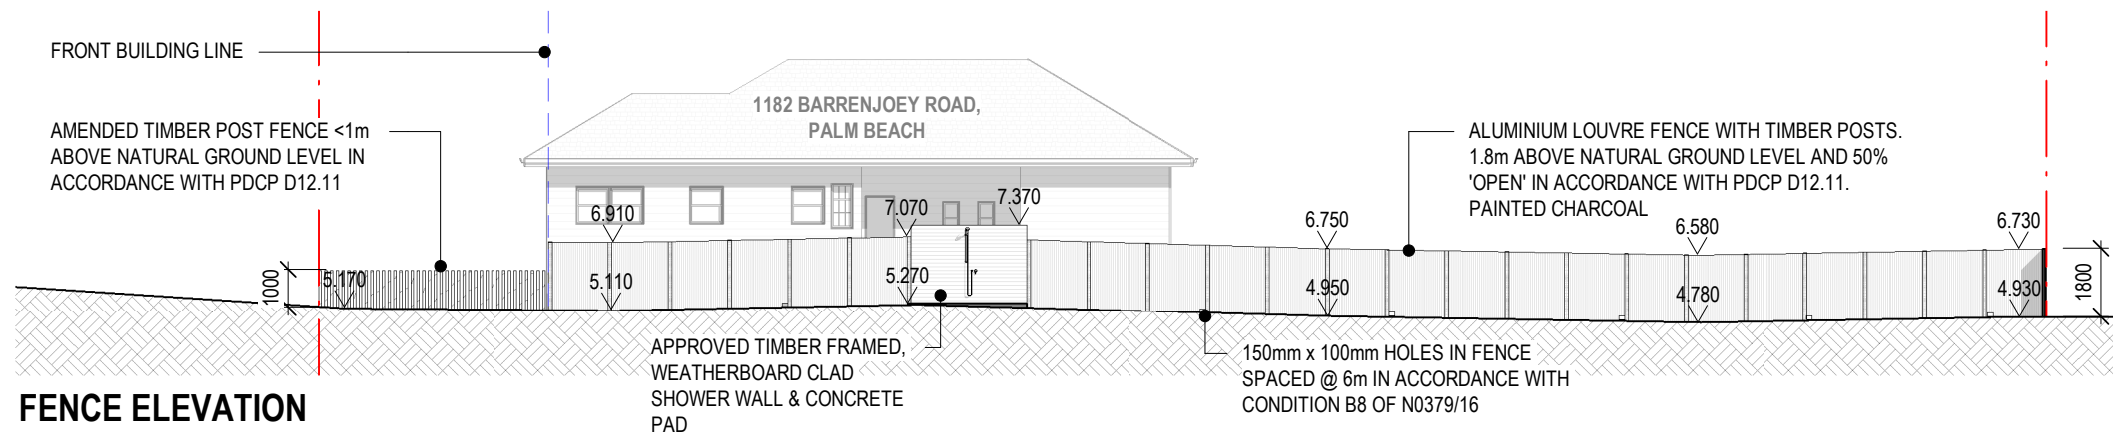 FRONT BUILDING LINE
AMENDED TIMBER POST FENCE <1m
ABOVE NATURAL GROUND LEVEL IN
ACCORDANCE WITH PDCP D12.11
1182 BARRENJOEY ROAD,
PALM BEACH
ALUMINIUM LOUVRE FENCE WITH TIMBER POSTS.
1.8m ABOVE NATURAL GROUND LEVEL AND 50%
'OPEN' IN ACCORDANCE WITH PDCP D12.11.
PAINTED CHARCOAL
6.910
7.070
7.370
6.750
6.580
6.730
1000
5.170
5.110
5.270
4.950
4.780
4.930
1800
APPROVED TIMBER FRAMED,
WEATHERBOARD CLAD
SHOWER WALL & CONCRETE
PAD
150mm x 100mm HOLES IN FENCE
SPACED @ 6m IN ACCORDANCE WITH
CONDITION B8 OF N0379/16
FENCE ELEVATION